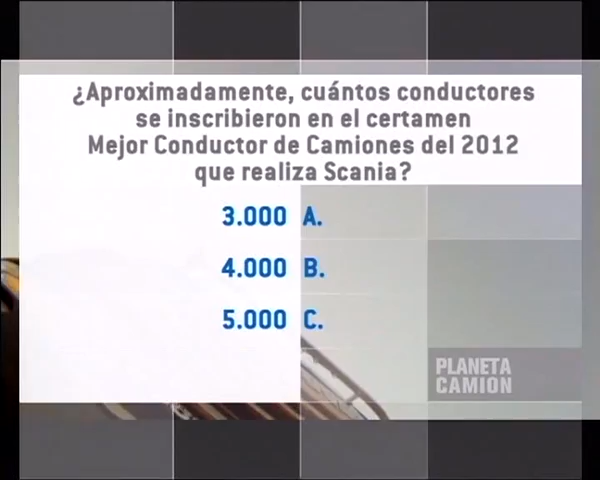 ¿Aproximadamente, cuántos conductores
se inscribieron en el certamen
Mejor Conductor de Camiones del 2012
que realiza Scania?
3.000 A.
4.000 B.
5.000 C.
PLANETA
CAMION